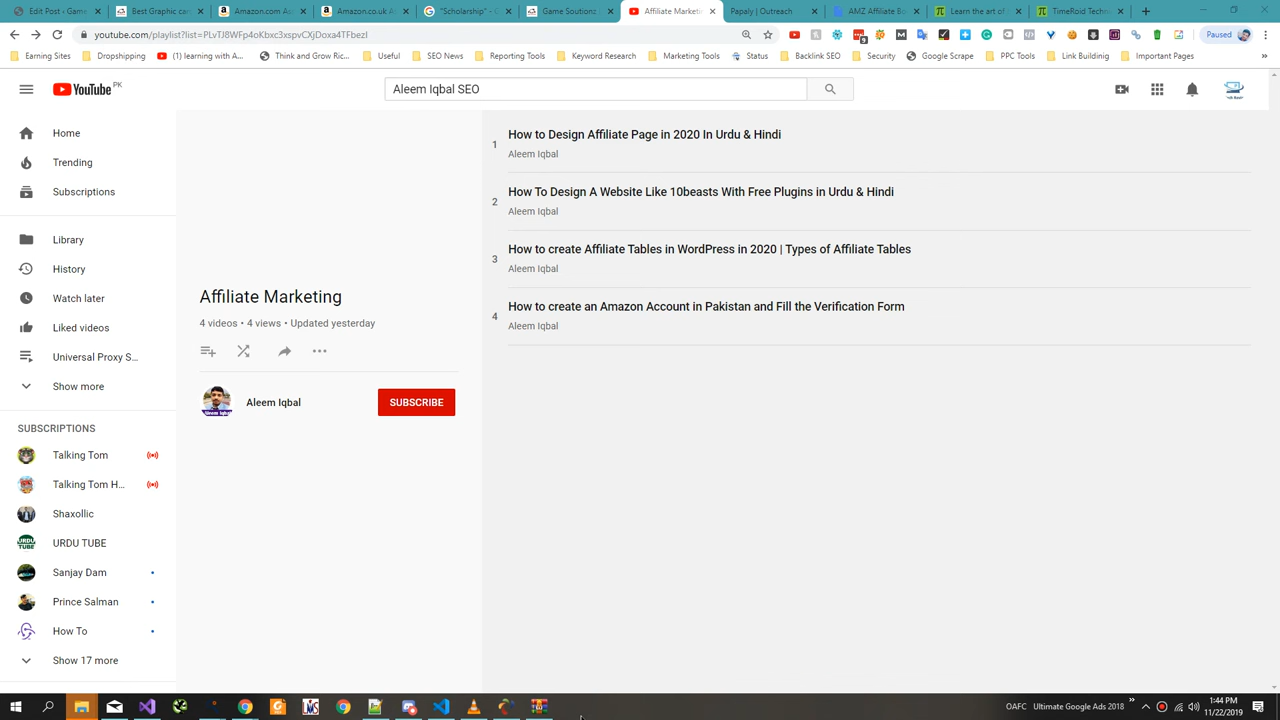 Edit Post ‹ Game
Best Graphic car
Amazon.com As
Amazon.co.uk A
"Scholarship" -
Game Soutions
Affiliate Market
Papaly | Outreach
AMZ Affiliate Bo
Learn the art of
TimeRoid Techn
youtube.com/playlist?list=PLvTJ8WFp4oKbxc3xspvCXjDoxa4TFbezI
Paused
Earning Sites
Dropshipping
(1) learning with A...
Think and Grow Ric...
Useful
SEO News
Reporting Tools
Keyword Research
Marketing Tools
Status
Backlink SEO
Security
Google Scrape
PPC Tools
Link Buildinig
Important Pages
YouTube PK
Aleem Iqbal SEO
Home
Trending
Subscriptions
Library
History
Watch later
Liked videos
Universal Proxy S...
Show more
SUBSCRIPTIONS
Talking Tom
Talking Tom H...
Shaxollic
URDU TUBE
Sanjay Dam
Prince Salman
How To
Show 17 more
Affiliate Marketing
4 videos • 4 views • Updated yesterday
Aleem Iqbal
SUBSCRIBE
1
How to Design Affiliate Page in 2020 In Urdu & Hindi
Aleem Iqbal
2
How To Design A Website Like 10beasts With Free Plugins in Urdu & Hindi
Aleem Iqbal
3
How to create Affiliate Tables in WordPress in 2020 | Types of Affiliate Tables
Aleem Iqbal
4
How to create an Amazon Account in Pakistan and Fill the Verification Form
Aleem Iqbal
OAFC
Ultimate Google Ads 2018
1:44 PM
11/22/2019